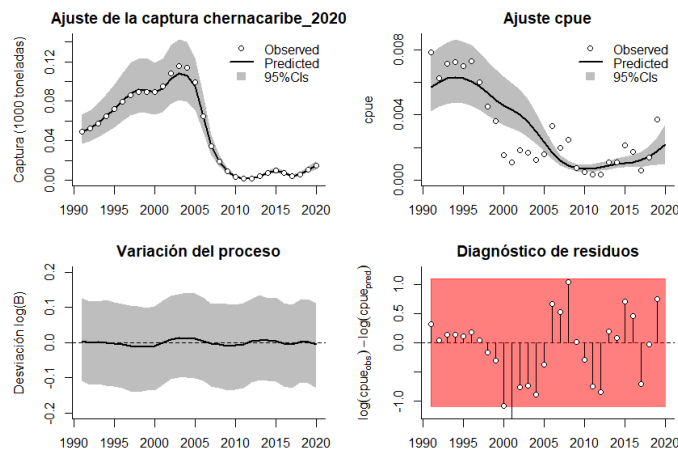 Ajuste de la captura chernacaribe_2020
Captura (1000 toneladas)
0.00 0.04 0.08 0.12
Observed
Predicted
95%CIs
1990 1995 2000 2005 2010 2015 2020
Ajuste cpue
cpue
0.000 0.004 0.008
Observed
Predicted
95%CIs
1990 1995 2000 2005 2010 2015 2020
Variación del proceso
Desviación log(B)
-0.2 -0.1 0.0 0.1 0.2
1990 1995 2000 2005 2010 2015 2020
Diagnóstico de residuos
log(cpue_obs) − log(cpue_pred)
-1.0 0.0 0.5 1.0
1990 1995 2000 2005 2010 2015 2020